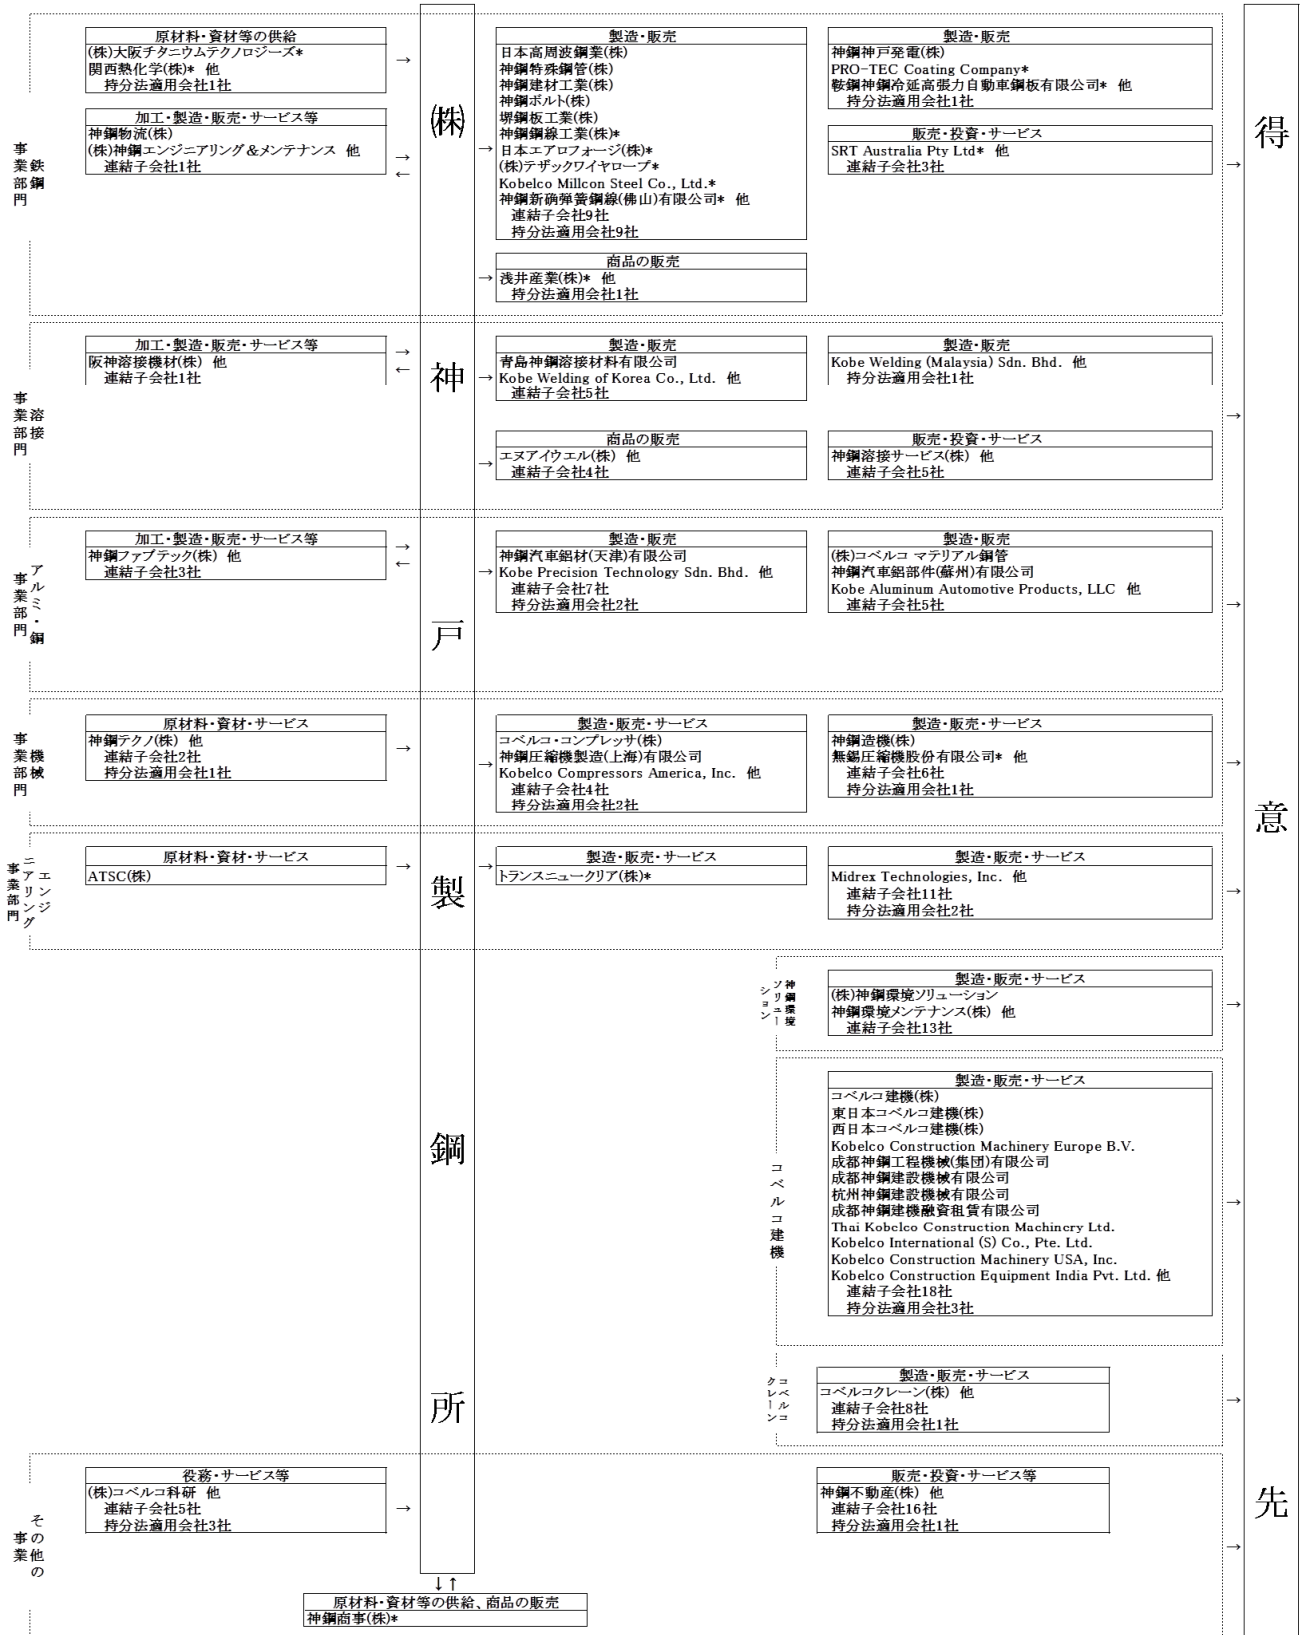 鉄鋼
事業部門
原材料・資材等の供給
(株)大阪チタニウムテクノロジーズ*
関西熱化学(株)* 他
持分法適用会社1社
→
加工・製造・販売・サービス等
神鋼物流(株)
(株)神鋼エンジニアリング&メンテナンス 他
連結子会社1社
→
←
㈱神戸製鋼所
→
製造・販売
日本高周波鋼業(株)
神鋼特殊鋼管(株)
神鋼建材工業(株)
神鋼ボルト(株)
堺鋼板工業(株)
神鋼鋼線工業(株)*
日本エアロフォージ(株)*
(株)テザックワイヤロープ*
Kobelco Millcon Steel Co., Ltd.*
神鋼新确弾簧鋼線(佛山)有限公司* 他
連結子会社9社
持分法適用会社9社
→
商品の販売
浅井産業(株)* 他
持分法適用会社1社
製造・販売
神鋼神戸発電(株)
PRO-TEC Coating Company*
鞍鋼神鋼冷延高張力自動車鋼板有限公司* 他
持分法適用会社1社
販売・投資・サービス
SRT Australia Pty Ltd* 他
連結子会社3社
→
得意先
溶接
事業部門
加工・製造・販売・サービス等
阪神溶接機材(株) 他
連結子会社1社
→
←
→
製造・販売
青島神鋼溶接材料有限公司
Kobe Welding of Korea Co., Ltd. 他
連結子会社5社
→
商品の販売
エヌアイウエル(株) 他
連結子会社4社
製造・販売
Kobe Welding (Malaysia) Sdn. Bhd. 他
持分法適用会社1社
販売・投資・サービス
神鋼溶接サービス(株) 他
連結子会社5社
→
アルミ・銅
事業部門
加工・製造・販売・サービス等
神鋼ファブテック(株) 他
連結子会社3社
→
←
→
製造・販売
神鋼汽車鋁材(天津)有限公司
Kobe Precision Technology Sdn. Bhd. 他
連結子会社7社
持分法適用会社2社
製造・販売
(株)コベルコ マテリアル銅管
神鋼汽車鋁部件(蘇州)有限公司
Kobe Aluminum Automotive Products, LLC 他
連結子会社5社
→
機械
事業部門
原材料・資材・サービス
神鋼テクノ(株) 他
連結子会社2社
持分法適用会社1社
→
→
製造・販売・サービス
コベルコ・コンプレッサ(株)
神鋼圧縮機製造(上海)有限公司
Kobelco Compressors America, Inc. 他
連結子会社4社
持分法適用会社2社
製造・販売・サービス
神鋼造機(株)
無錫圧縮機股份有限公司* 他
連結子会社6社
持分法適用会社1社
→
エンジ
ニアリング
事業部門
原材料・資材・サービス
ATSC(株)
→
→
製造・販売・サービス
トランスニュークリア(株)*
製造・販売・サービス
Midrex Technologies, Inc. 他
連結子会社11社
持分法適用会社2社
→
神鋼環境
ソリュー
ション
製造・販売・サービス
(株)神鋼環境ソリューション
神鋼環境メンテナンス(株) 他
連結子会社13社
→
コベルコ建機
製造・販売・サービス
コベルコ建機(株)
東日本コベルコ建機(株)
西日本コベルコ建機(株)
Kobelco Construction Machinery Europe B.V.
成都神鋼工程機械(集団)有限公司
成都神鋼建設機械有限公司
杭州神鋼建設機械有限公司
成都神鋼建機融資租賃有限公司
Thai Kobelco Construction Machinery Ltd.
Kobelco International (S) Co., Pte. Ltd.
Kobelco Construction Machinery USA, Inc.
Kobelco Construction Equipment India Pvt. Ltd. 他
連結子会社18社
持分法適用会社3社
→
コベルコ
クレーン
製造・販売・サービス
コベルコクレーン(株) 他
連結子会社8社
持分法適用会社1社
→
その他の
事業
役務・サービス等
(株)コベルコ科研 他
連結子会社5社
持分法適用会社3社
→
販売・投資・サービス等
神鋼不動産(株) 他
連結子会社16社
持分法適用会社1社
→
↓↑
原材料・資材等の供給、商品の販売
神鋼商事(株)*